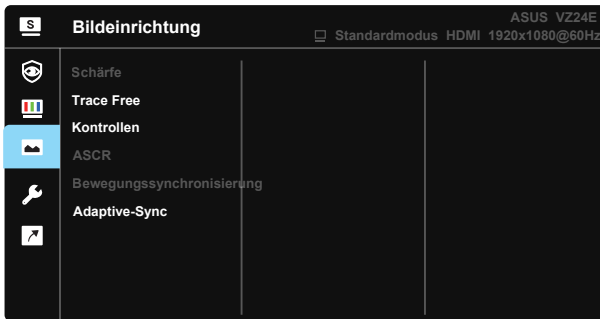 S
Bildeinrichtung
ASUS VZ24E
Standardmodus HDMI 1920x1080@60Hz
Schärfe
Trace Free
Kontrollen
ASCR
Bewegungssynchronisierung
Adaptive-Sync